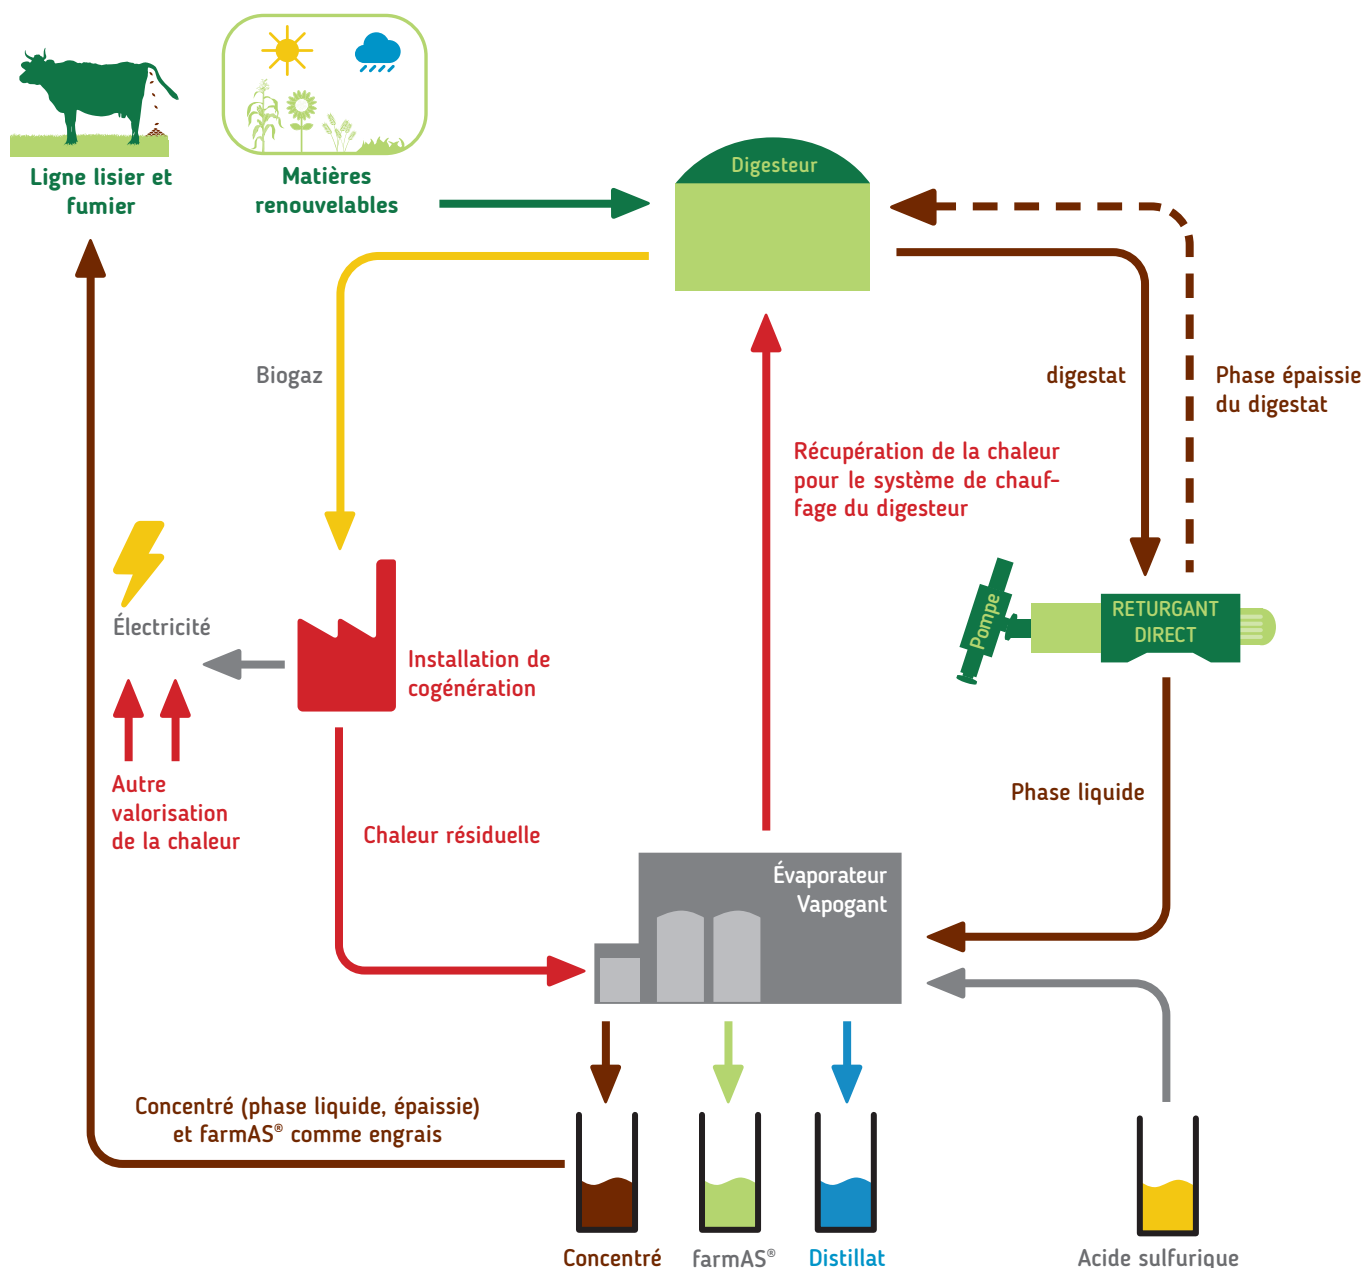 Ligne lisier et
fumier
Matières
renouvelables
Digesteur
Biogaz
digestat
Phase épaissie
du digestat
Récupération de la chaleur
pour le système de chauf-
fage du digesteur
Électricité
Installation de
cogénération
Pompe
RETURGANT
DIRECT
Autre
valorisation
de la chaleur
Chaleur résiduelle
Phase liquide
Évaporateur
Vapogant
Concentré (phase liquide, épaissie)
et farmAS® comme engrais
Concentré
farmAS®
Distillat
Acide sulfurique